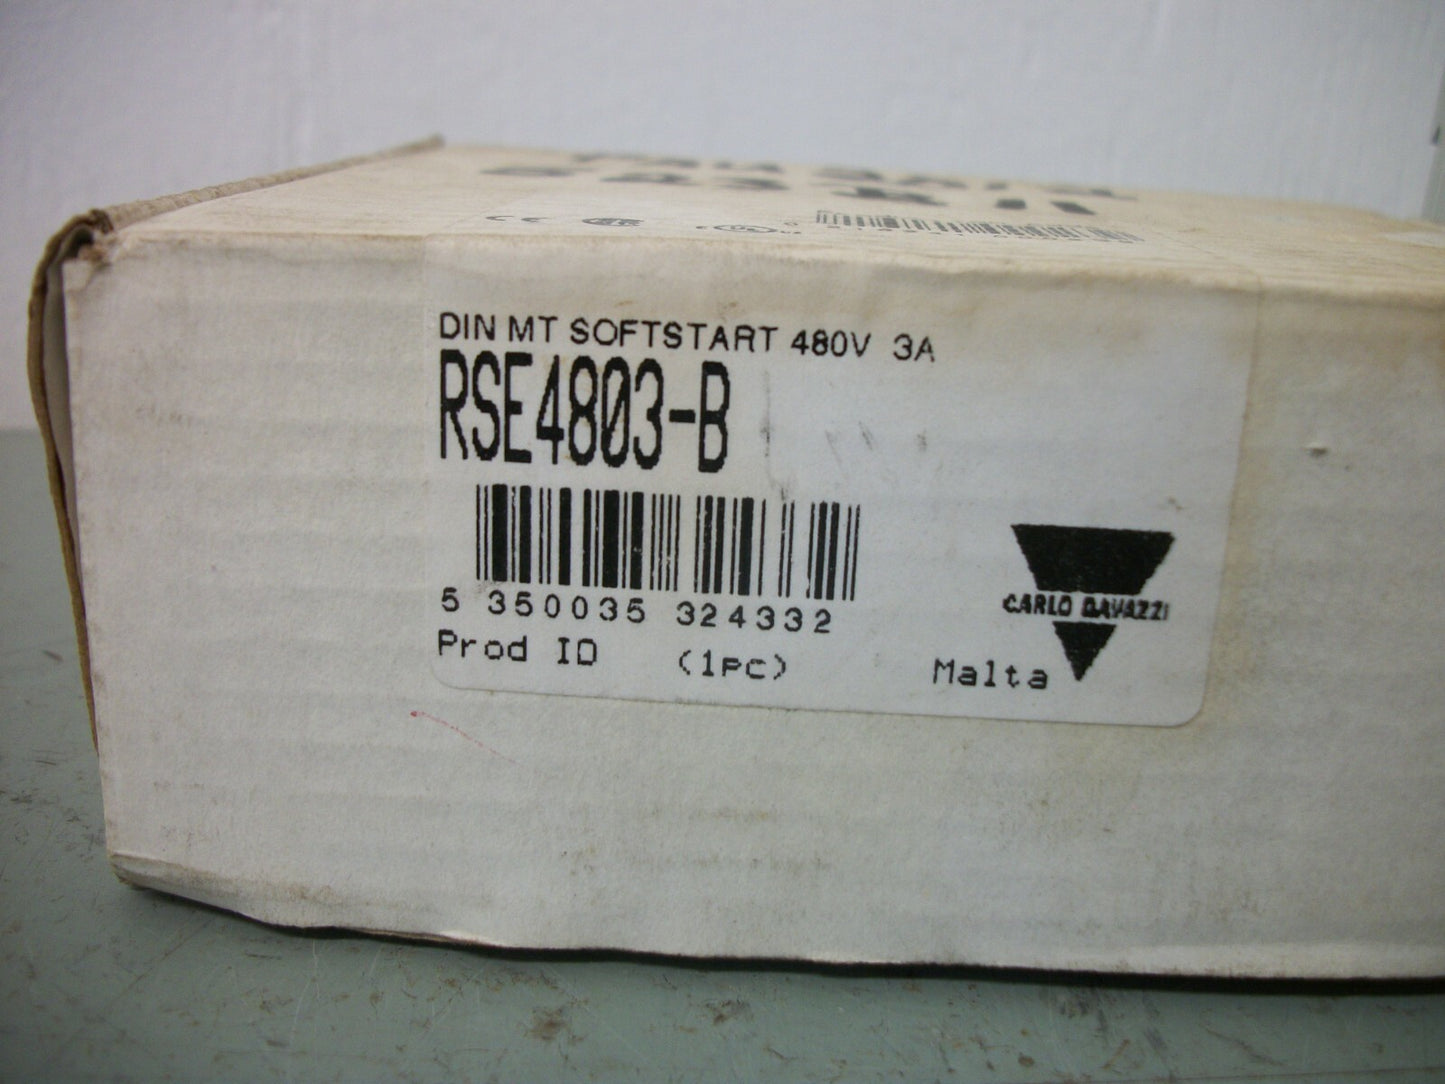 DIN MT SOFTSTART 480V 3A
RSE4803-B
5 350035 324332
Prod ID (1pc)
CARLO GAVAZZI
Malta